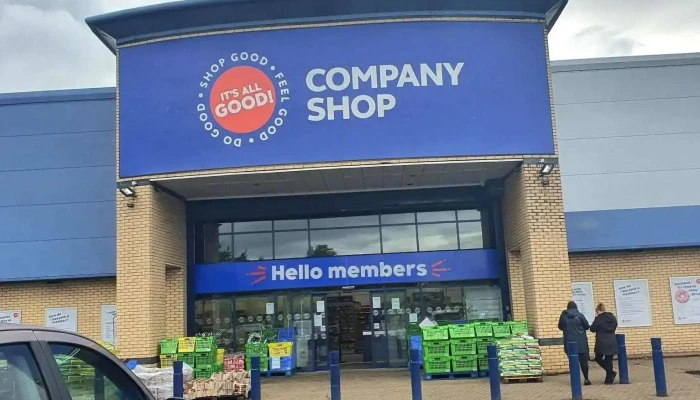 SHOP GOOD • FEEL GOOD • DO GOOD •
IT'S ALL
GOOD!
COMPANY
SHOP
Hello members